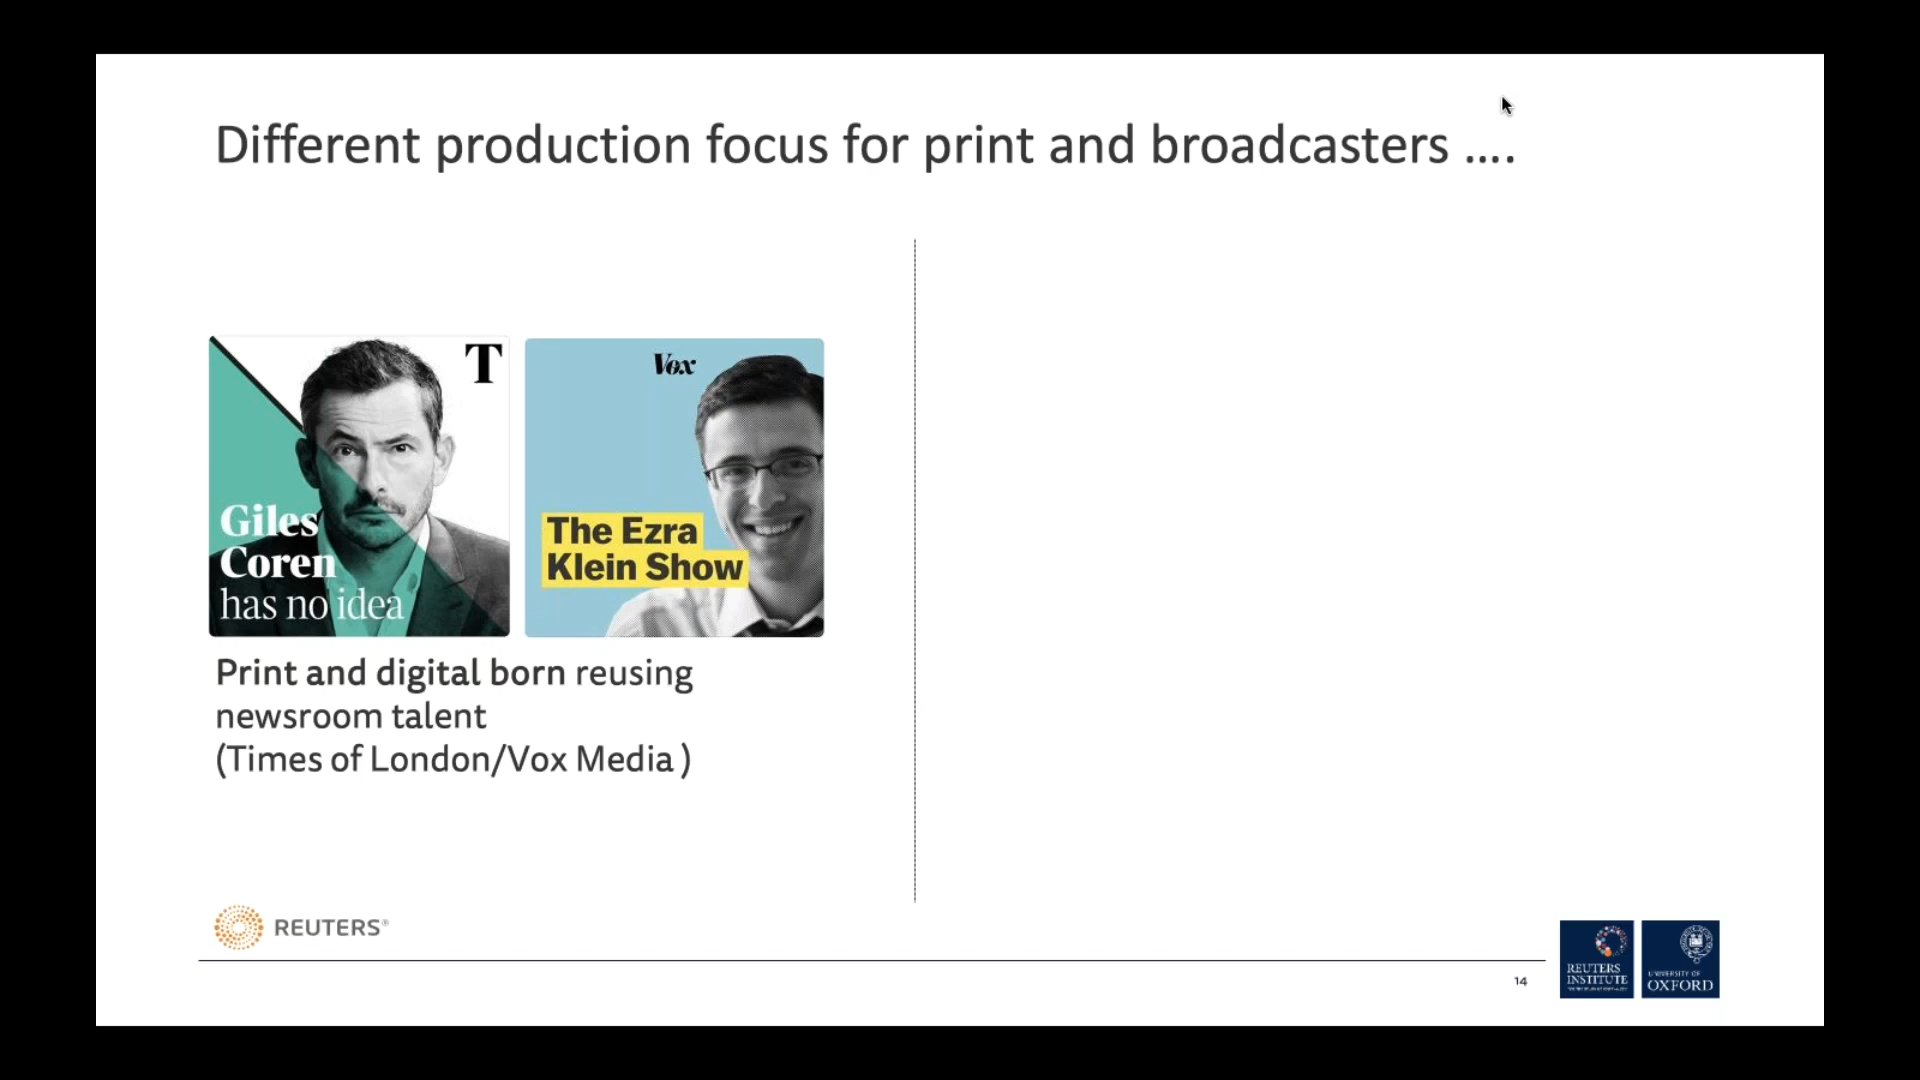 Different production focus for print and broadcasters ....
T
Giles
Coren
has no idea
Vox
The Ezra
Klein Show
Print and digital born reusing
newsroom talent
(Times of London/Vox Media )
REUTERS®
14
REUTERS
INSTITUTE
UNIVERSITY OF
OXFORD